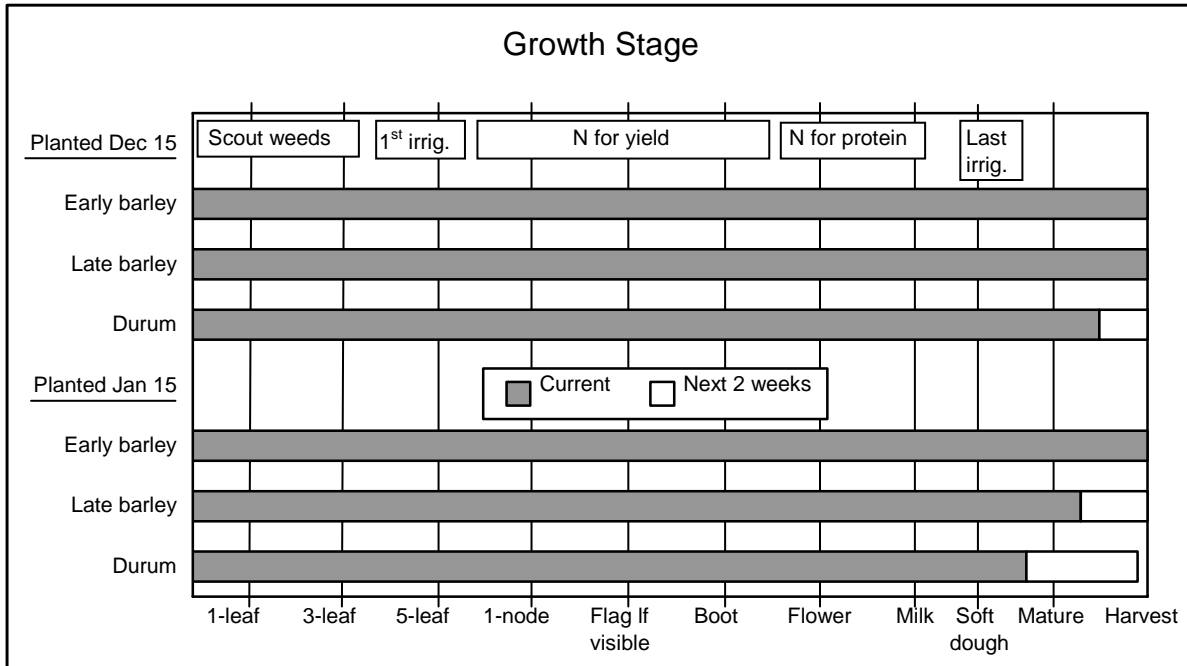 Growth Stage
Planted Dec 15
Scout weeds
1st irrig.
N for yield
N for protein
Last
irrig.
Early barley
Late barley
Durum
Planted Jan 15
Current
Next 2 weeks
Early barley
Late barley
Durum
1-leaf
3-leaf
5-leaf
1-node
Flag lf
visible
Boot
Flower
Milk
Soft
dough
Mature
Harvest